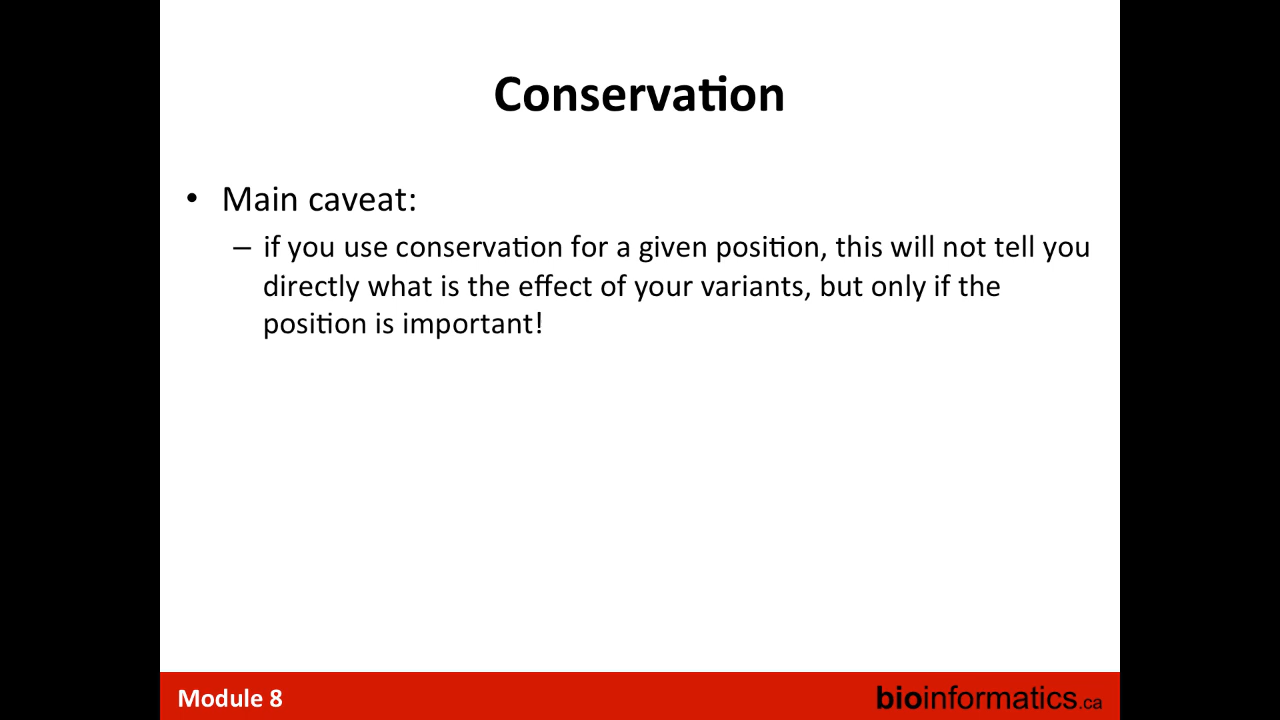 Conservation
• Main caveat:
– if you use conservation for a given position, this will not tell you
directly what is the effect of your variants, but only if the
position is important!
Module 8
bioinformatics.ca